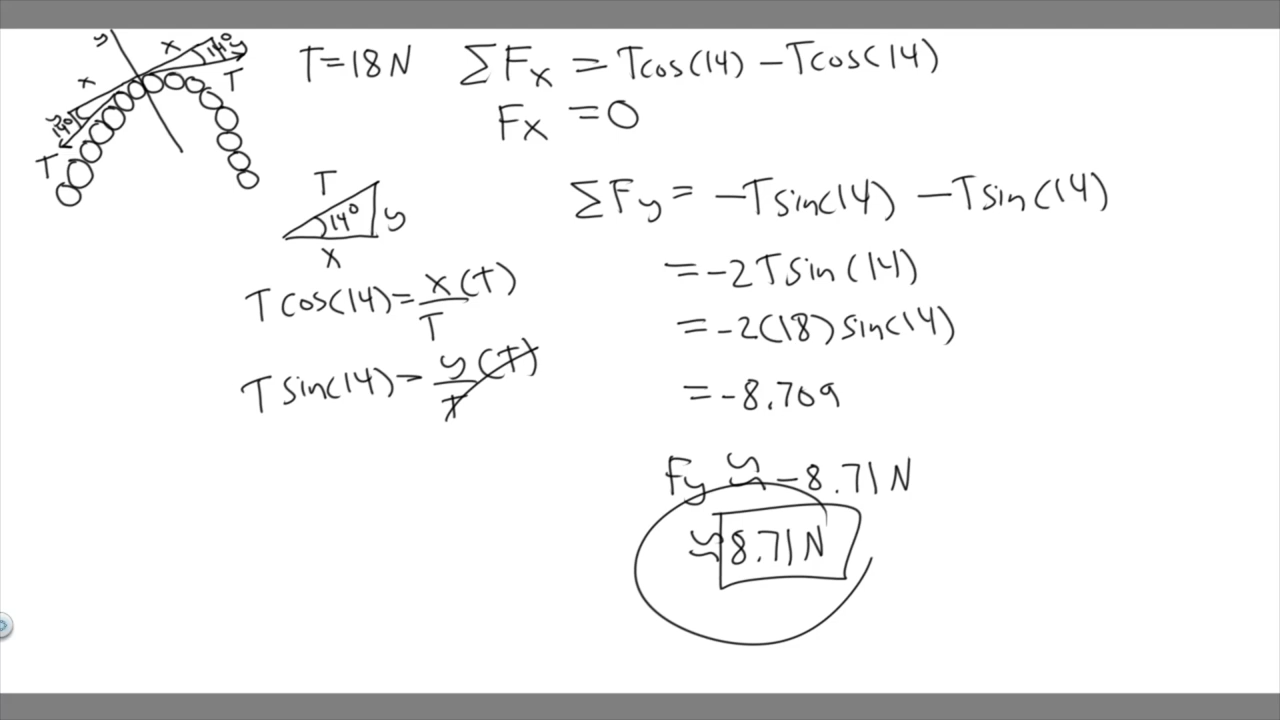 y
x
14°
y
T
x
y
14°
T
T=18N
ΣFx = Tcos(14) - Tcos(14)
Fx = 0
T
14°
y
x
Tcos(14) = x(T)/T
Tsin(14) = y(T)/T
ΣFy = -Tsin(14) - Tsin(14)
= -2Tsin(14)
= -2(18)sin(14)
= -8.709
Fy ≈ -8.71N
≈ 8.71N